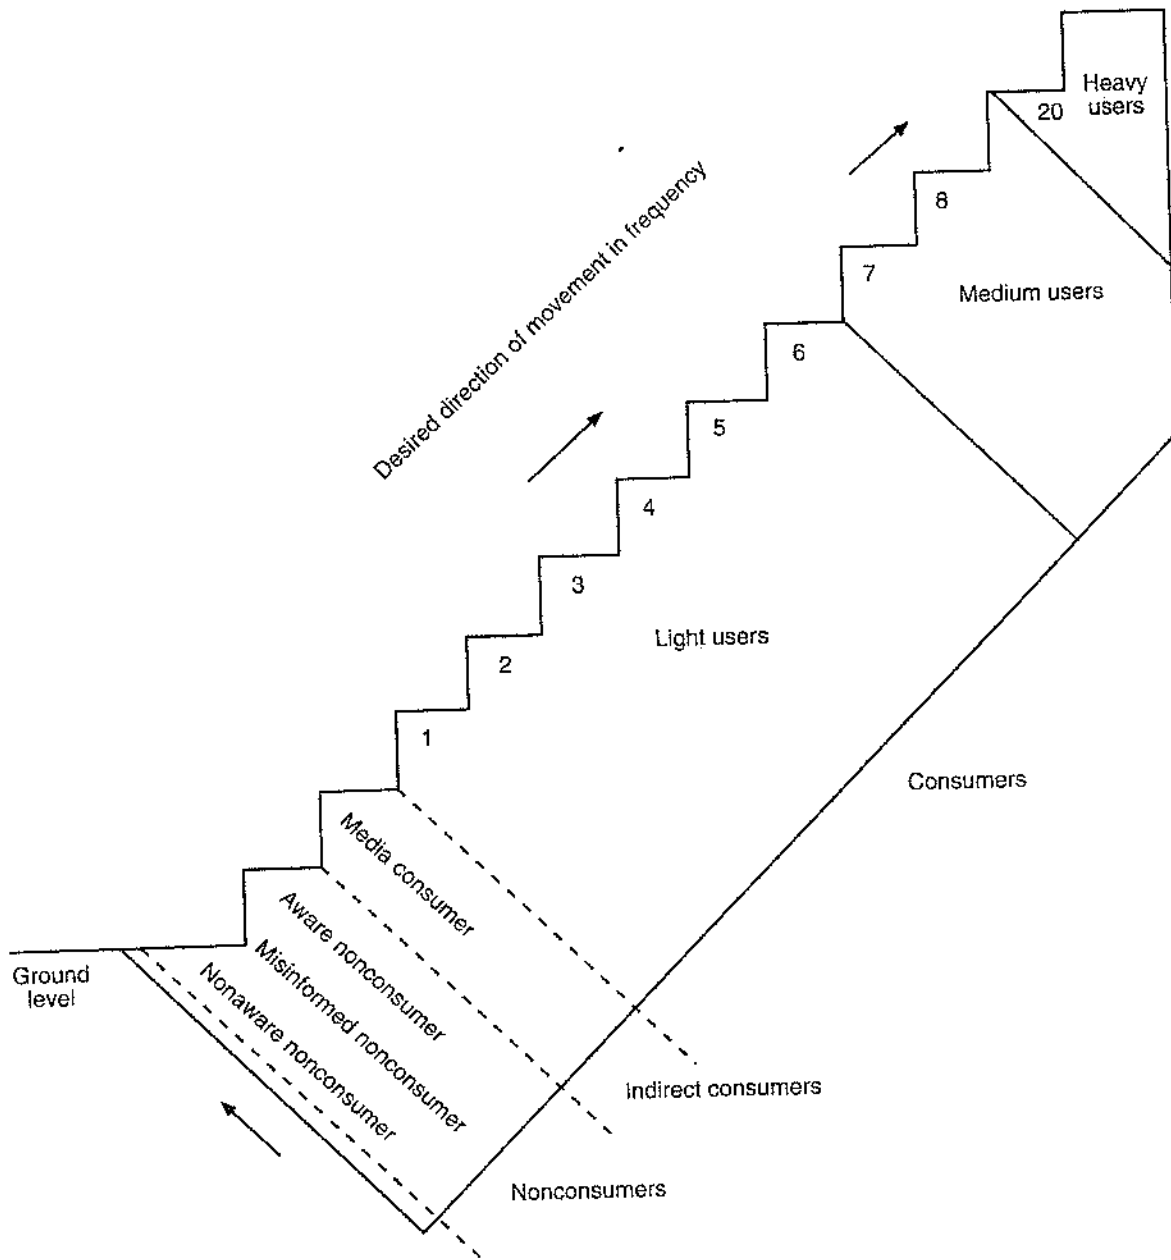 Heavy
users
20
8
Desired direction of movement in frequency
7
Medium users
6
5
4
3
Light users
2
1
Consumers
Media consumer
Aware nonconsumer
Misinformed nonconsumer
Nonaware nonconsumer
Ground
level
Indirect consumers
Nonconsumers